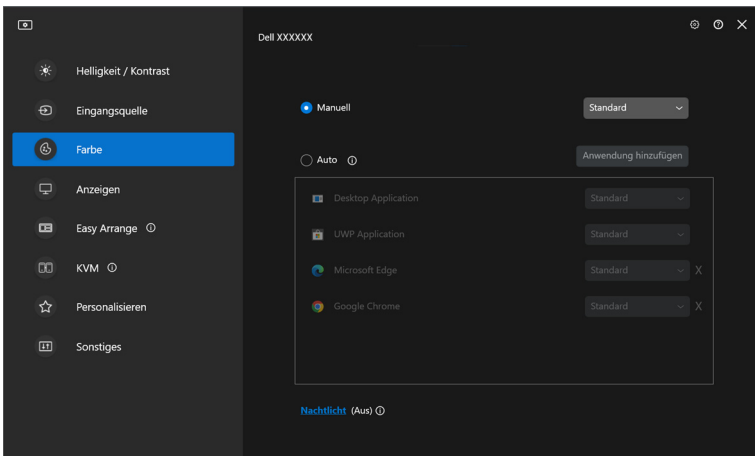 Dell XXXXXX
Helligkeit / Kontrast
Eingangsquelle
Farbe
Anzeigen
Easy Arrange
KVM
Personalisieren
Sonstiges
Manuell
Standard
Auto
Anwendung hinzufügen
Desktop Application
Standard
UWP Application
Standard
Microsoft Edge
Standard
X
Google Chrome
Standard
X
Nachtlicht (Aus)